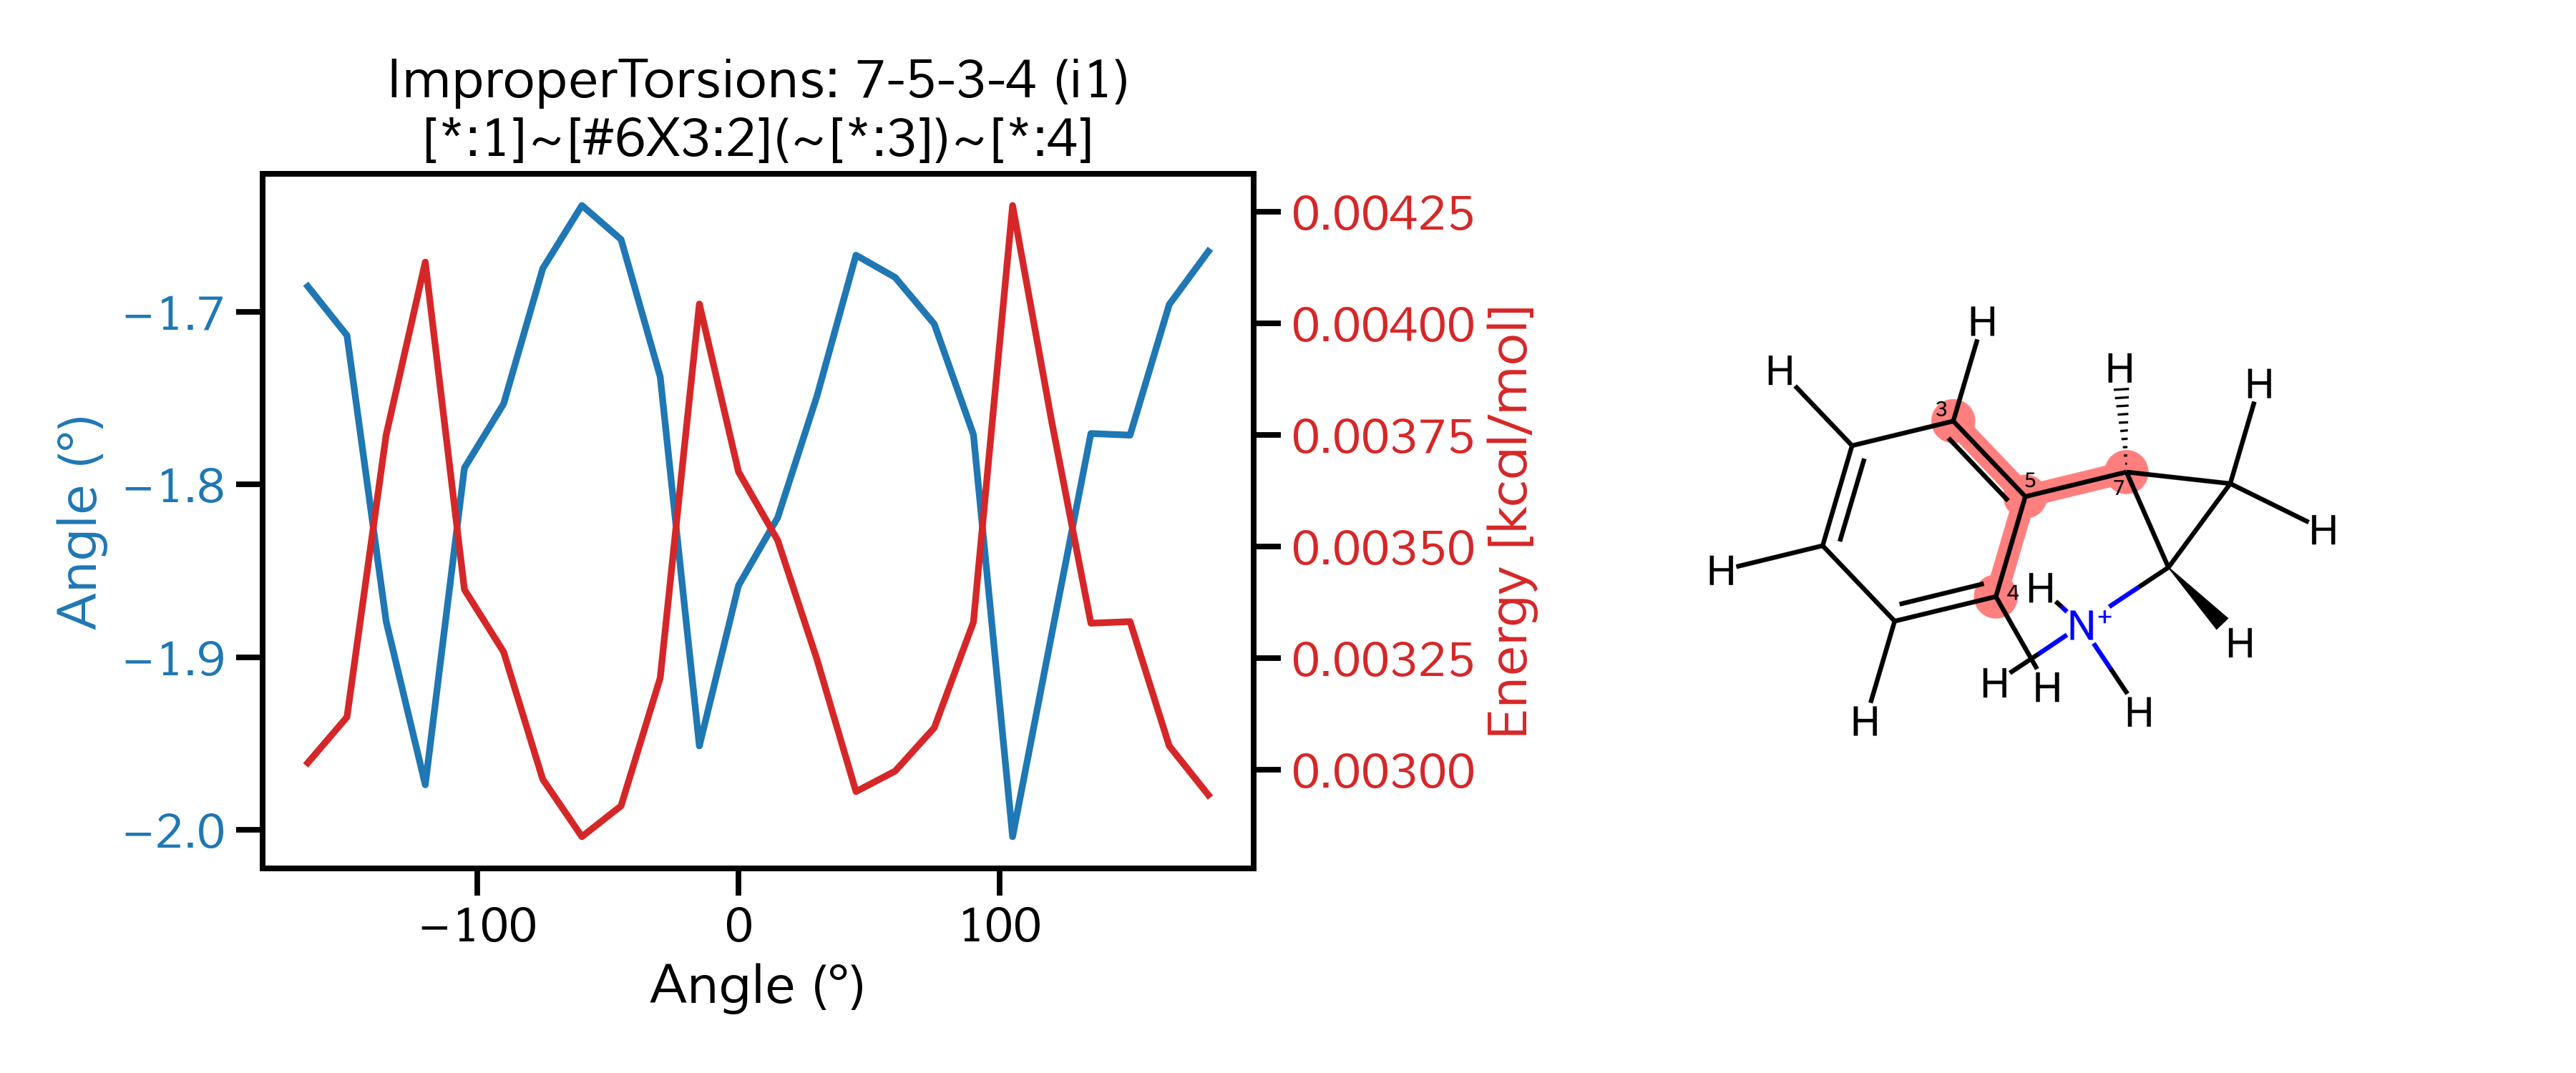 ImproperTorsions: 7-5-3-4 (i1)
[*:1]~[#6X3:2](~[*:3])~[*:4]
Angle (°)
−1.7
−1.8
−1.9
−2.0
−100
0
100
Angle (°)
0.00425
0.00400
0.00375
0.00350
0.00325
0.00300
Energy [kcal/mol]
H
H
H
H
3
5
7
H
H
4
H
N+
H
H
H
H
H